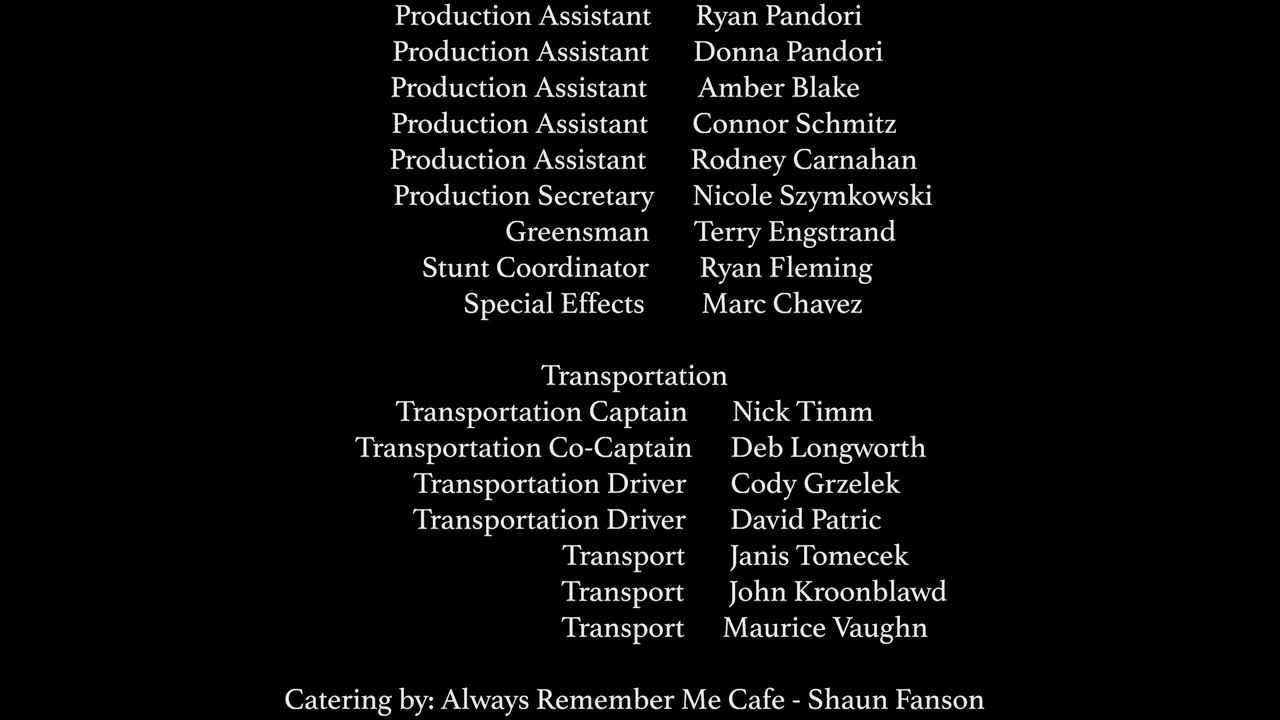 Production Assistant Ryan Pandori
Production Assistant Donna Pandori
Production Assistant Amber Blake
Production Assistant Connor Schmitz
Production Assistant Rodney Carnahan
Production Secretary Nicole Szymkowski
Greensman Terry Engstrand
Stunt Coordinator Ryan Fleming
Special Effects Marc Chavez
Transportation
Transportation Captain Nick Timm
Transportation Co-Captain Deb Longworth
Transportation Driver Cody Grzelek
Transportation Driver David Patric
Transport Janis Tomecek
Transport John Kroonblawd
Transport Maurice Vaughn
Catering by: Always Remember Me Cafe - Shaun Fanson